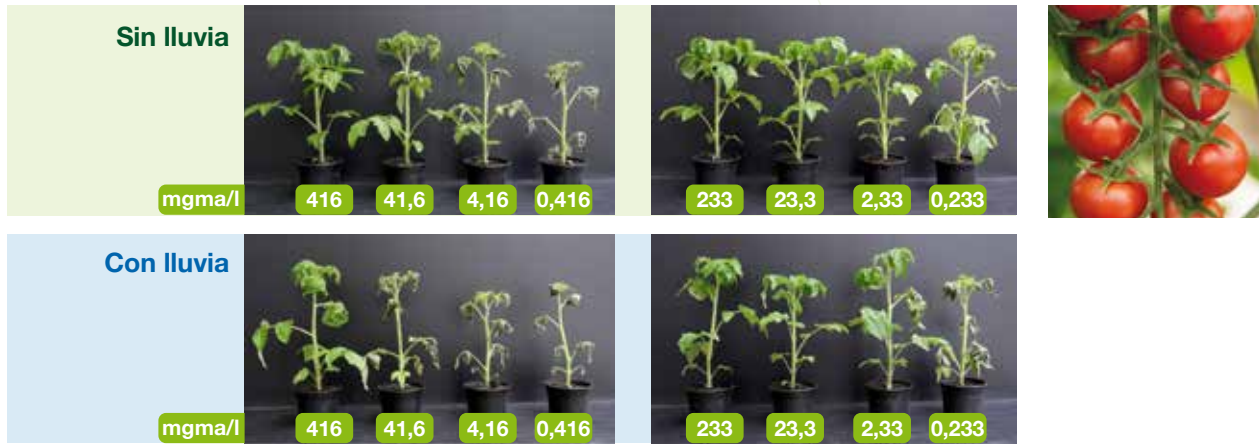 Sin lluvia
mgma/l 416 41,6 4,16 0,416 233 23,3 2,33 0,233
Con lluvia
mgma/l 416 41,6 4,16 0,416 233 23,3 2,33 0,233